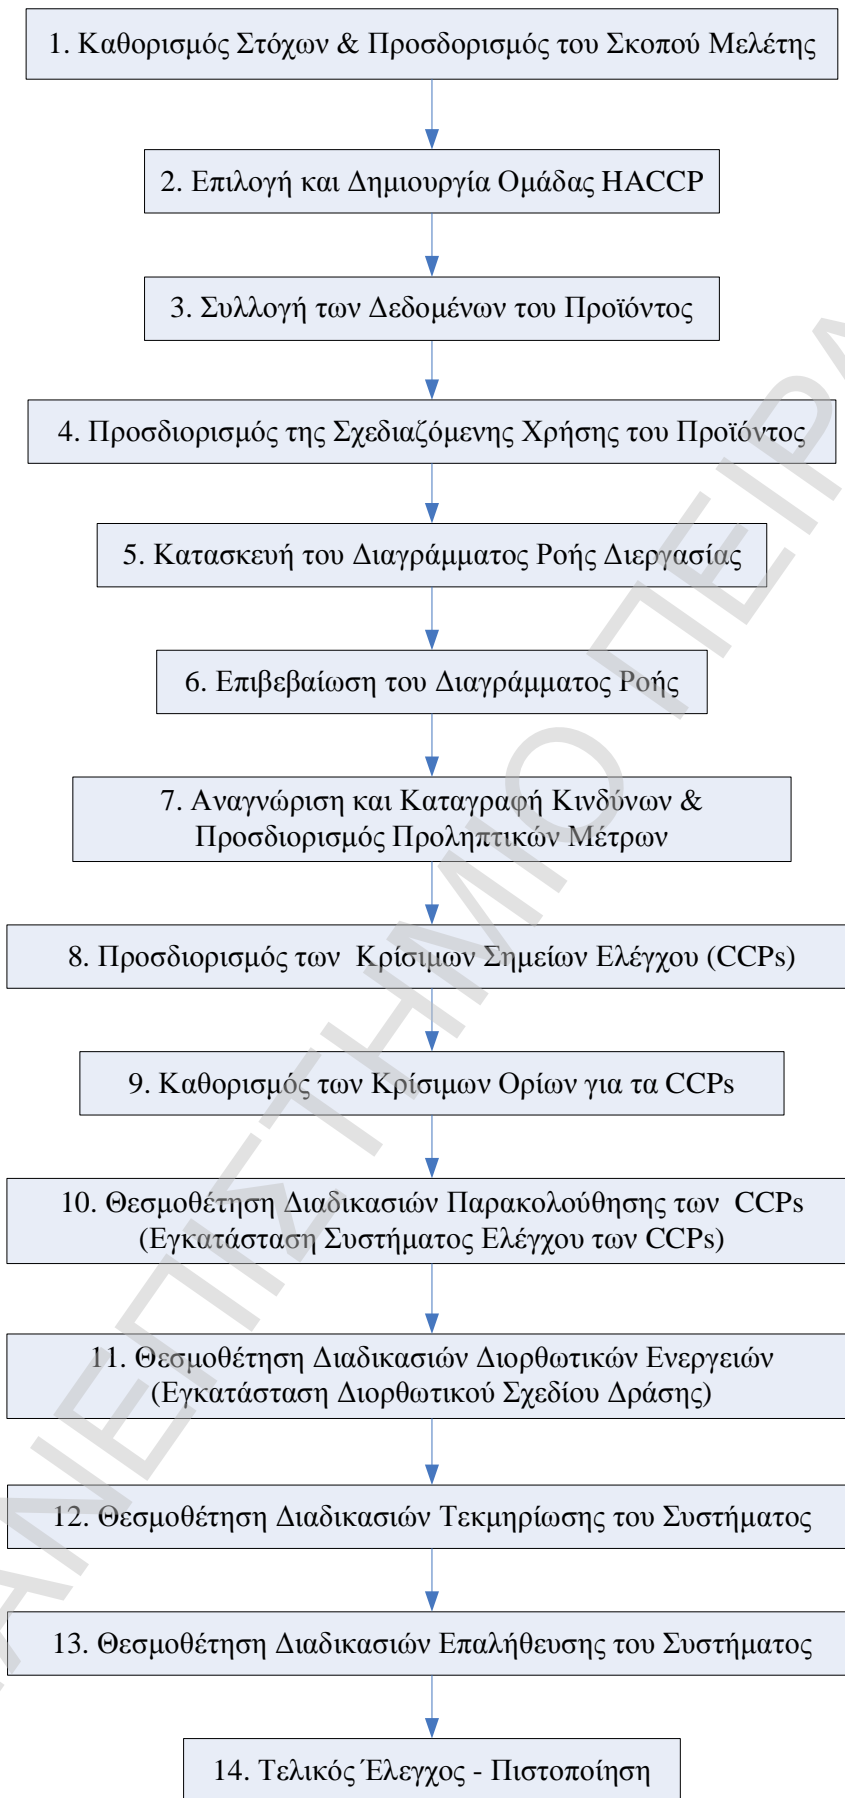 1. Καθορισμός Στόχων & Προσδορισμός του Σκοπού Μελέτης
2. Επιλογή και Δημιουργία Ομάδας HACCP
3. Συλλογή των Δεδομένων του Προϊόντος
4. Προσδιορισμός της Σχεδιαζόμενης Χρήσης του Προϊόντος
5. Κατασκευή του Διαγράμματος Ροής Διεργασίας
6. Επιβεβαίωση του Διαγράμματος Ροής
7. Αναγνώριση και Καταγραφή Κινδύνων &
Προσδιορισμός Προληπτικών Μέτρων
8. Προσδιορισμός των Κρίσιμων Σημείων Ελέγχου (CCPs)
9. Καθορισμός των Κρίσιμων Ορίων για τα CCPs
10. Θεσμοθέτηση Διαδικασιών Παρακολούθησης των CCPs
(Εγκατάσταση Συστήματος Ελέγχου των CCPs)
11. Θεσμοθέτηση Διαδικασιών Διορθωτικών Ενεργειών
(Εγκατάσταση Διορθωτικού Σχεδίου Δράσης)
12. Θεσμοθέτηση Διαδικασιών Τεκμηρίωσης του Συστήματος
13. Θεσμοθέτηση Διαδικασιών Επαλήθευσης του Συστήματος
14. Τελικός Έλεγχος - Πιστοποίηση
ΑΝΕΠΙΣΤΗΜΙΟ ΠΕΙΡΑ